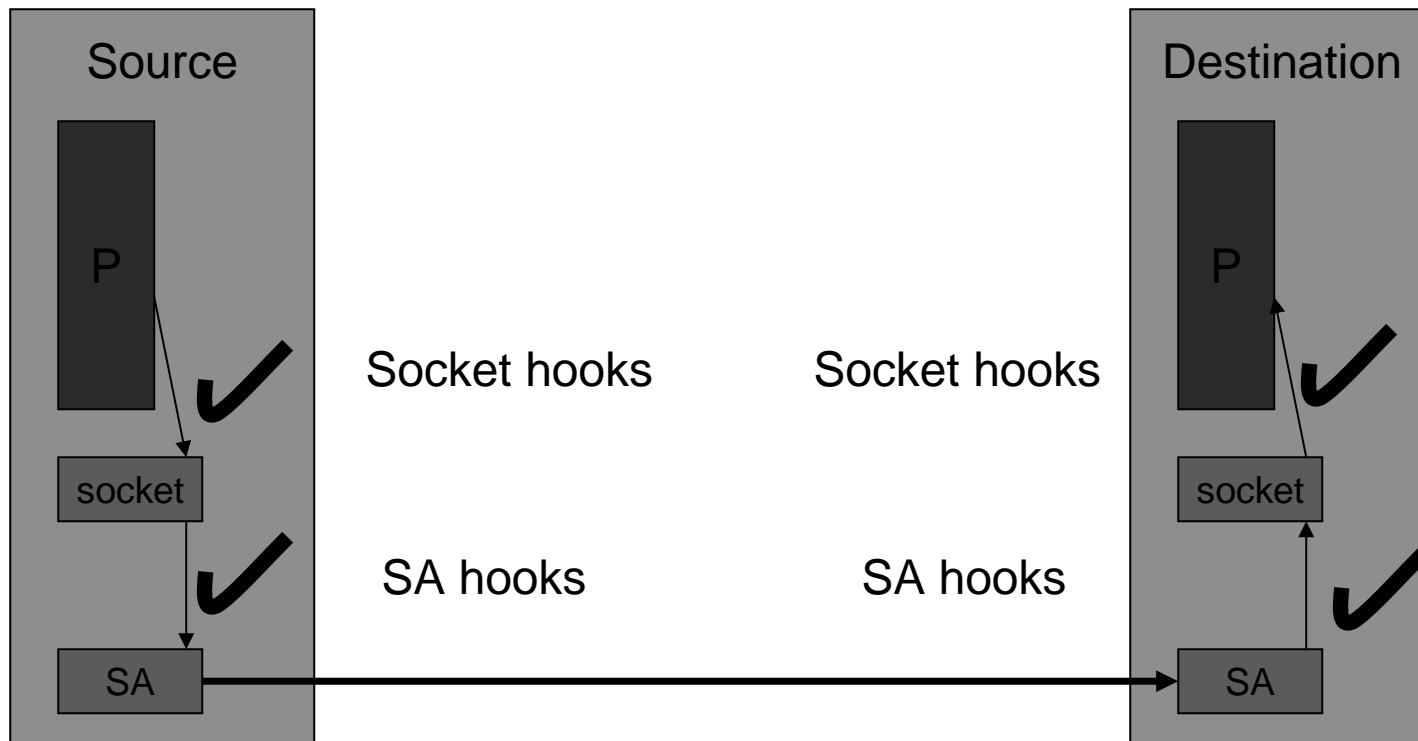 Source
Destination
P
P
Socket hooks
Socket hooks
socket
socket
SA hooks
SA hooks
SA
SA